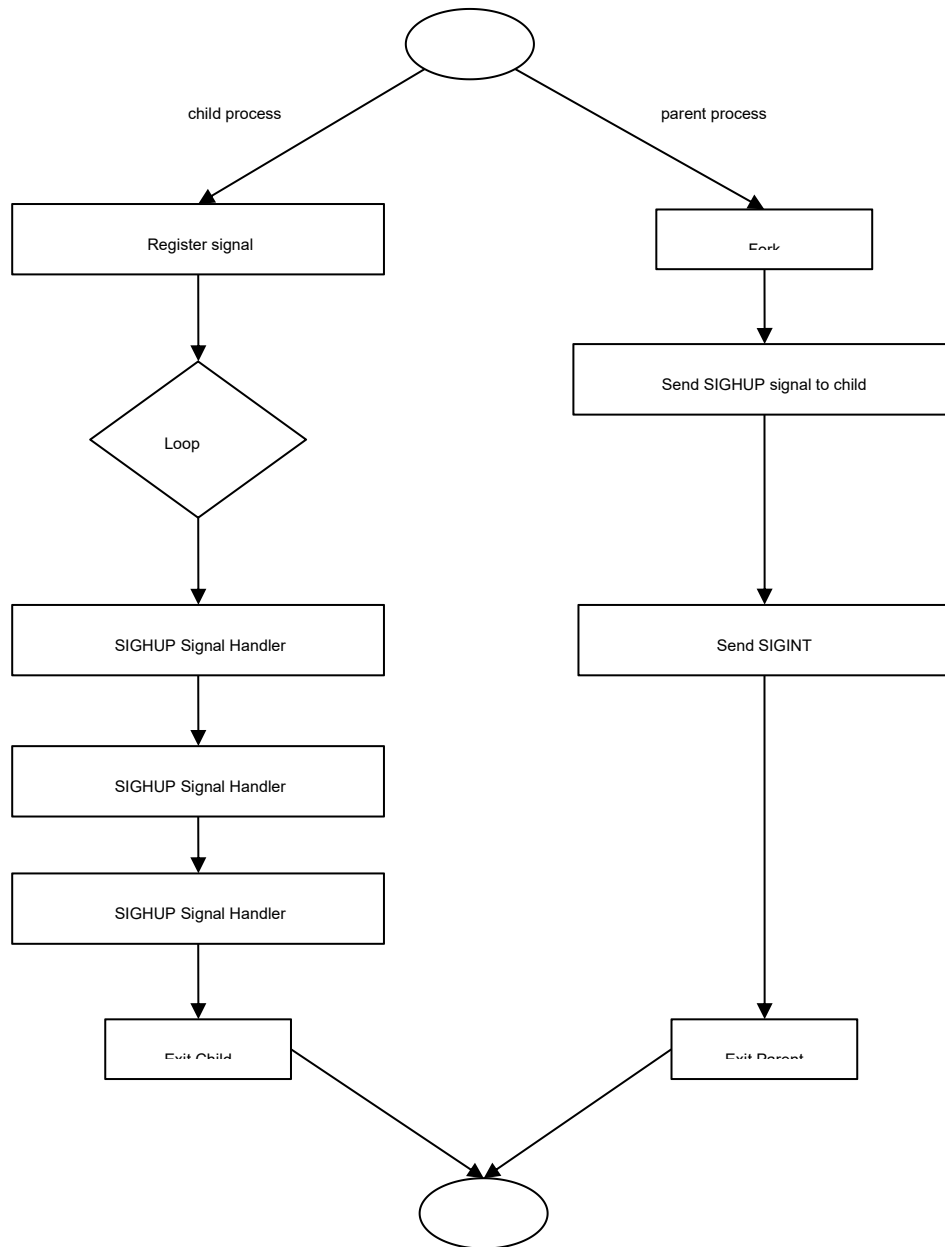 child process
parent process
Register signal
Fork
Send SIGHUP signal to child
Loop
SIGHUP Signal Handler
Send SIGINT
SIGHUP Signal Handler
SIGHUP Signal Handler
Exit Child
Exit Parent